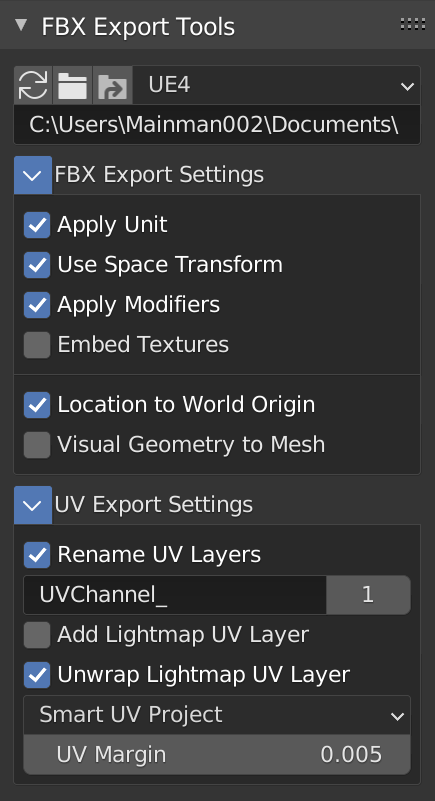 FBX Export Tools
UE4
C:\Users\Mainman002\Documents\
FBX Export Settings
Apply Unit
Use Space Transform
Apply Modifiers
Embed Textures
Location to World Origin
Visual Geometry to Mesh
UV Export Settings
Rename UV Layers
UVChannel_ 1
Add Lightmap UV Layer
Unwrap Lightmap UV Layer
Smart UV Project
UV Margin 0.005